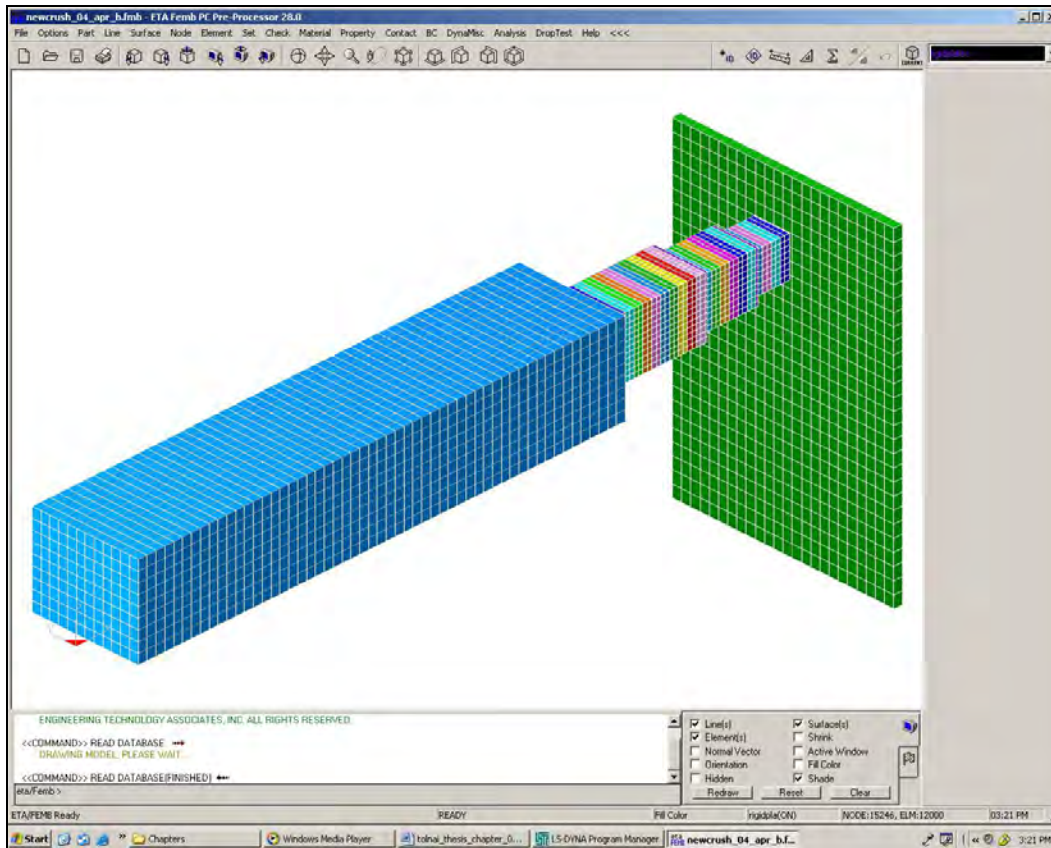 newcrush_04_apr_b.fmb - ETA Femb PC Pre-Processor 28.0
File Options Part Line Surface Node Element Set Check Material Property Contact BC DynaMisc Analysis DropTest Help <<<
ENGINEERING TECHNOLOGY ASSOCIATES, INC. ALL RIGHTS RESERVED.
<<COMMAND>> READ DATABASE
DRAWING MODEL, PLEASE WAIT...
<<COMMAND>> READ DATABASE(FINISHED)
eta/Femb >
Line(s) Surface(s)
Element(s) Shrink
Normal Vector Active Window
Orientation Fill Color
Hidden Shade
Redraw Reset Clear
ETA/FEMB Ready READY Fill Color rigidpla(ON) NODE:15246, ELM:12000 03:21 PM
Start Chapters Windows Media Player tolnai_thesis_chapter_0... LS-DYNA Program Manager newcrush_04_apr_b.f... 3:21 PM